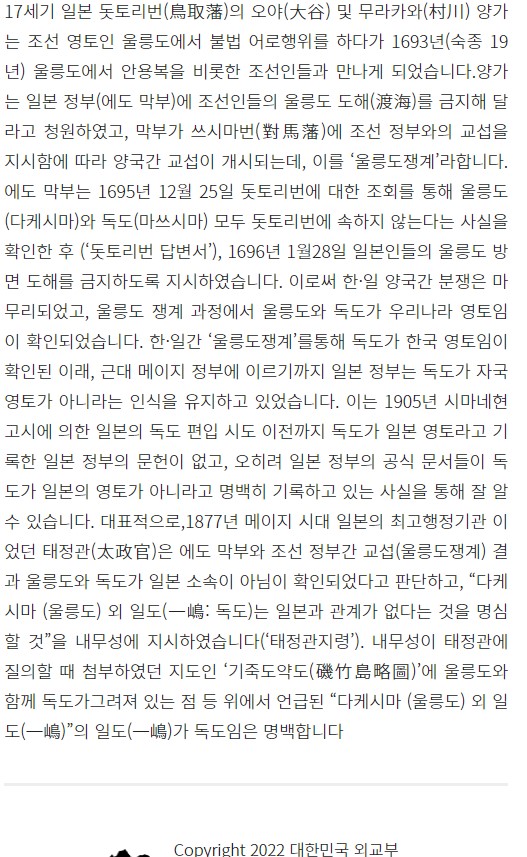 17세기 일본 돗토리번(鳥取藩)의 오야(大谷) 및 무라카와(村川) 양가
는 조선 영토인 울릉도에서 불법 어로행위를 하다가 1693년(숙종 19
년) 울릉도에서 안용복을 비롯한 조선인들과 만나게 되었습니다.양가
는 일본 정부(에도 막부)에 조선인들의 울릉도 도해(渡海)를 금지해 달
라고 청원하였고, 막부가 쓰시마번(對馬藩)에 조선 정부와의 교섭을
지시함에 따라 양국간 교섭이 개시되는데, 이를 ‘울릉도쟁계’라합니다.
에도 막부는 1695년 12월 25일 돗토리번에 대한 조회를 통해 울릉도
(다케시마)와 독도(마쓰시마) 모두 돗토리번에 속하지 않는다는 사실을
확인한 후 (‘돗토리번 답변서’), 1696년 1월28일 일본인들의 울릉도 방
면 도해를 금지하도록 지시하였습니다. 이로써 한·일 양국간 분쟁은 마
무리되었고, 울릉도 쟁계 과정에서 울릉도와 독도가 우리나라 영토임
이 확인되었습니다. 한·일간 ‘울릉도쟁계’를통해 독도가 한국 영토임이
확인된 이래, 근대 메이지 정부에 이르기까지 일본 정부는 독도가 자국
영토가 아니라는 인식을 유지하고 있었습니다. 이는 1905년 시마네현
고시에 의한 일본의 독도 편입 시도 이전까지 독도가 일본 영토라고 기
록한 일본 정부의 문헌이 없고, 오히려 일본 정부의 공식 문서들이 독
도가 일본의 영토가 아니라고 명백히 기록하고 있는 사실을 통해 잘 알
수 있습니다. 대표적으로,1877년 메이지 시대 일본의 최고행정기관 이
었던 태정관(太政官)은 에도 막부와 조선 정부간 교섭(울릉도쟁계) 결
과 울릉도와 독도가 일본 소속이 아님이 확인되었다고 판단하고, “다케
시마 (울릉도) 외 일도(一嶋: 독도)는 일본과 관계가 없다는 것을 명심
할 것”을 내무성에 지시하였습니다(‘태정관지령’). 내무성이 태정관에
질의할 때 첨부하였던 지도인 ‘기죽도약도(磯竹島略圖)’에 울릉도와
함께 독도가그려져 있는 점 등 위에서 언급된 “다케시마 (울릉도) 외 일
도(一嶋)”의 일도(一嶋)가 독도임은 명백합니다
Copyright 2022 대한민국 외교부